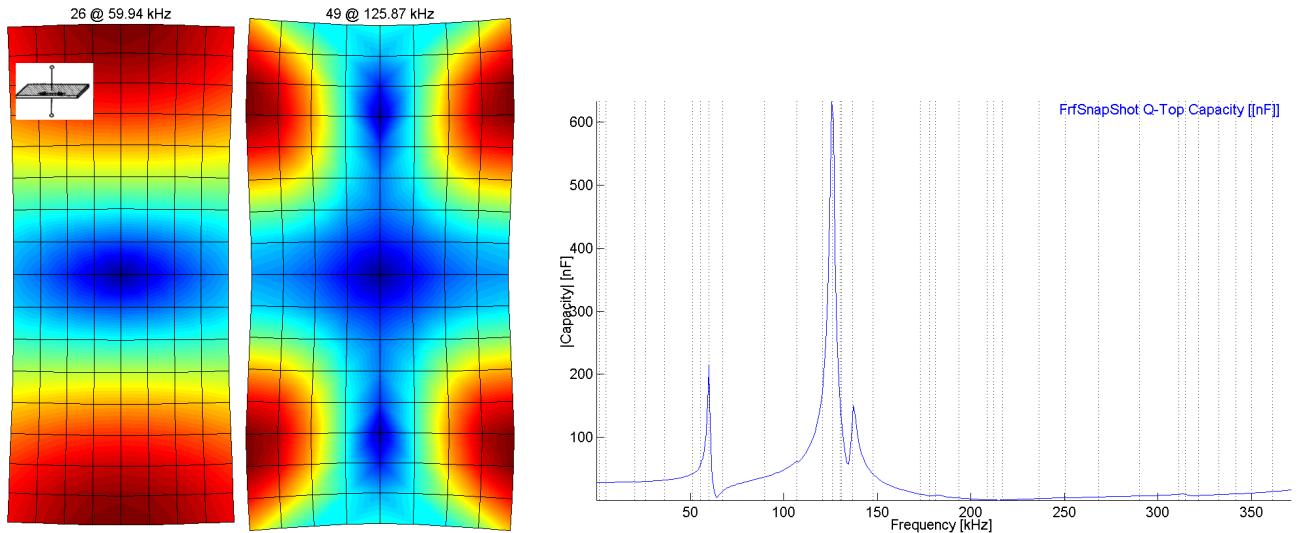 26 @ 59.94 kHz
49 @ 125.87 kHz
FrfSnapShot Q-Top Capacity [[nF]]
600
500
400
300
200
100
|Capacity| [nF]
50
100
150
200
250
300
350
Frequency [kHz]